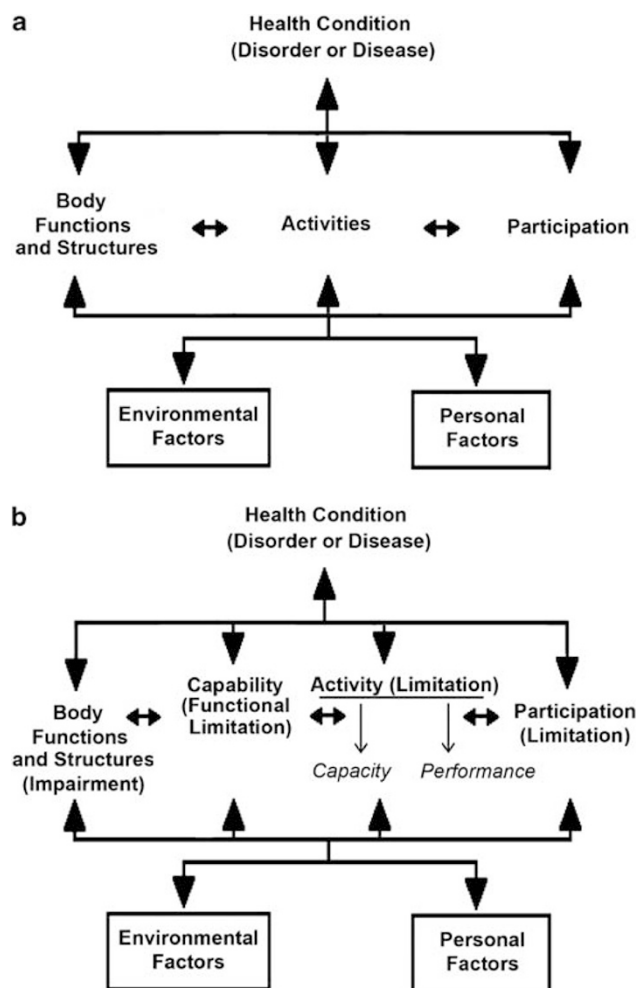 a
Health Condition
(Disorder or Disease)
Body
Functions
and Structures
Activities
Participation
Environmental
Factors
Personal
Factors
b
Health Condition
(Disorder or Disease)
Body
Functions
and Structures
(Impairment)
Capability
(Functional
Limitation)
Activity (Limitation)
Capacity
Performance
Participation
(Limitation)
Environmental
Factors
Personal
Factors